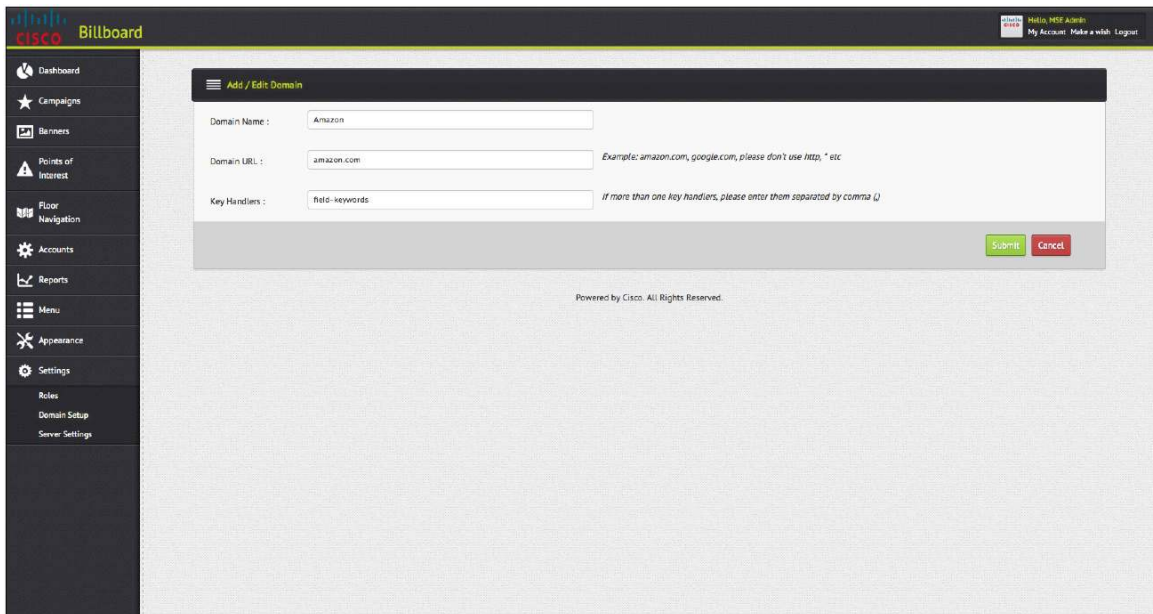 CISCO
Billboard
Hello, MSE Admin
My Account Make a wish Logout
Dashboard
Campaigns
Banners
Points of
Interest
Floor
Navigation
Accounts
Reports
Menu
Appearance
Settings
Roles
Domain Setup
Server Settings
Add / Edit Domain
Domain Name : Amazon
Domain URL : amazon.com Example: amazon.com, google.com, please don't use http, * etc
Key Handlers : field-keywords If more than one key handlers, please enter them separated by comma (,)
Submit Cancel
Powered by Cisco. All Rights Reserved.